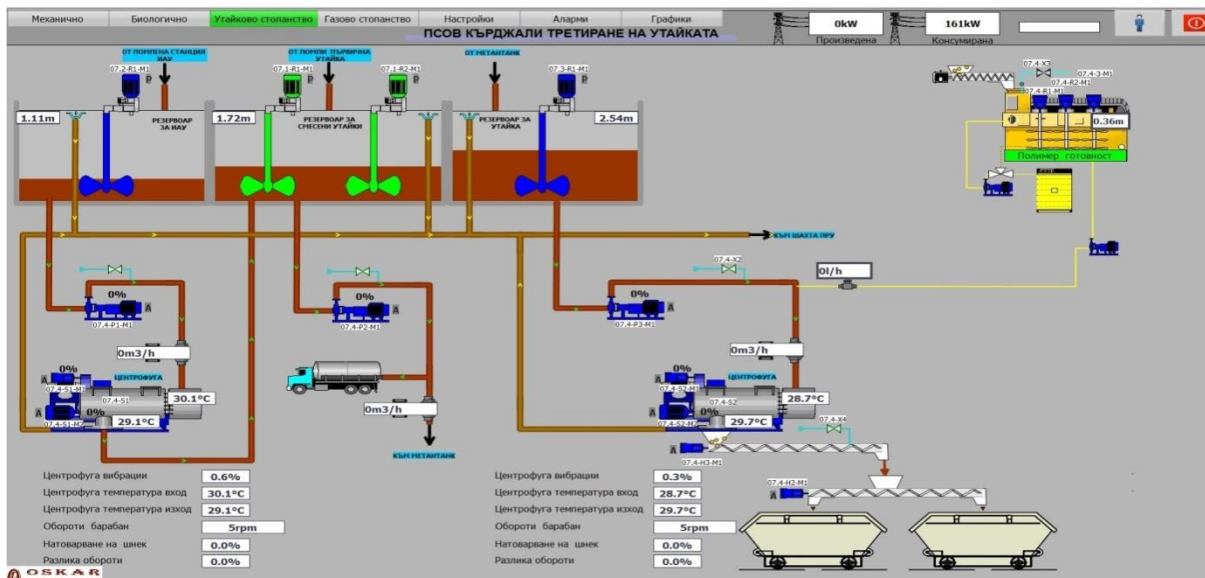 Механично Биологично Утайково стопанство Газово стопанство Настройки Аларми Графики
0kW 161kW
Произведена Консумирана
ПСОВ КЪРДЖАЛИ ТРЕТИРАНЕ НА УТАЙКАТА
ОТ ПОМПЕНА СТАНЦИЯ
ИАУ
ОТ ПОМПИ ПЪРВИЧНА
УТАЙКА
ОТ МЕТАНТАНК
07.2-R1-M1 07.1-R1-M1 07.1-R2-M1 07.3-R1-M1
P P P
1.11m
РЕЗЕРВОАР
ЗА ИАУ
1.72m
РЕЗЕРВОАР ЗА
СМЕСЕНИ УТАЙКИ
РЕЗЕРВОАР ЗА
УТАЙКА
2.54m
07.4-X3
07.4-3-M1
07.4-R2-M1
07.4-R1-M1
0.36m
Полимер готовност
КЪМ ШАХТА ПРУ
07.4-X2
0l/h
0% A
07.4-P1-M1
0% A
07.4-P2-M1
0% A
07.4-P3-M1
0m3/h
0m3/h
0m3/h
A 0% ЦЕНТРОФУГА
07.4-S1-M1
07.4-S1
30.1°C
A 0%
29.1°C
07.4-S1-M2
КЪМ МЕТАНТАНК
A 0% ЦЕНТРОФУГА
07.4-S2-M1
07.4-S2
28.7°C
A 0%
29.7°C
07.4-S2-M2
07.4-X4
A
07.4-H3-M1
07.4-H2-M1
A
Центрофуга вибрации 0.6%
Центрофуга температура вход 30.1°C
Центрофуга температура изход 29.1°C
Обороти барабан 5rpm
Натоварване на шнек 0.0%
Разлика обороти 0.0%
Центрофуга вибрации 0.3%
Центрофуга температура вход 28.7°C
Центрофуга температура изход 29.7°C
Обороти барабан 5rpm
Натоварване на шнек 0.0%
Разлика обороти 0.0%
OSKAR